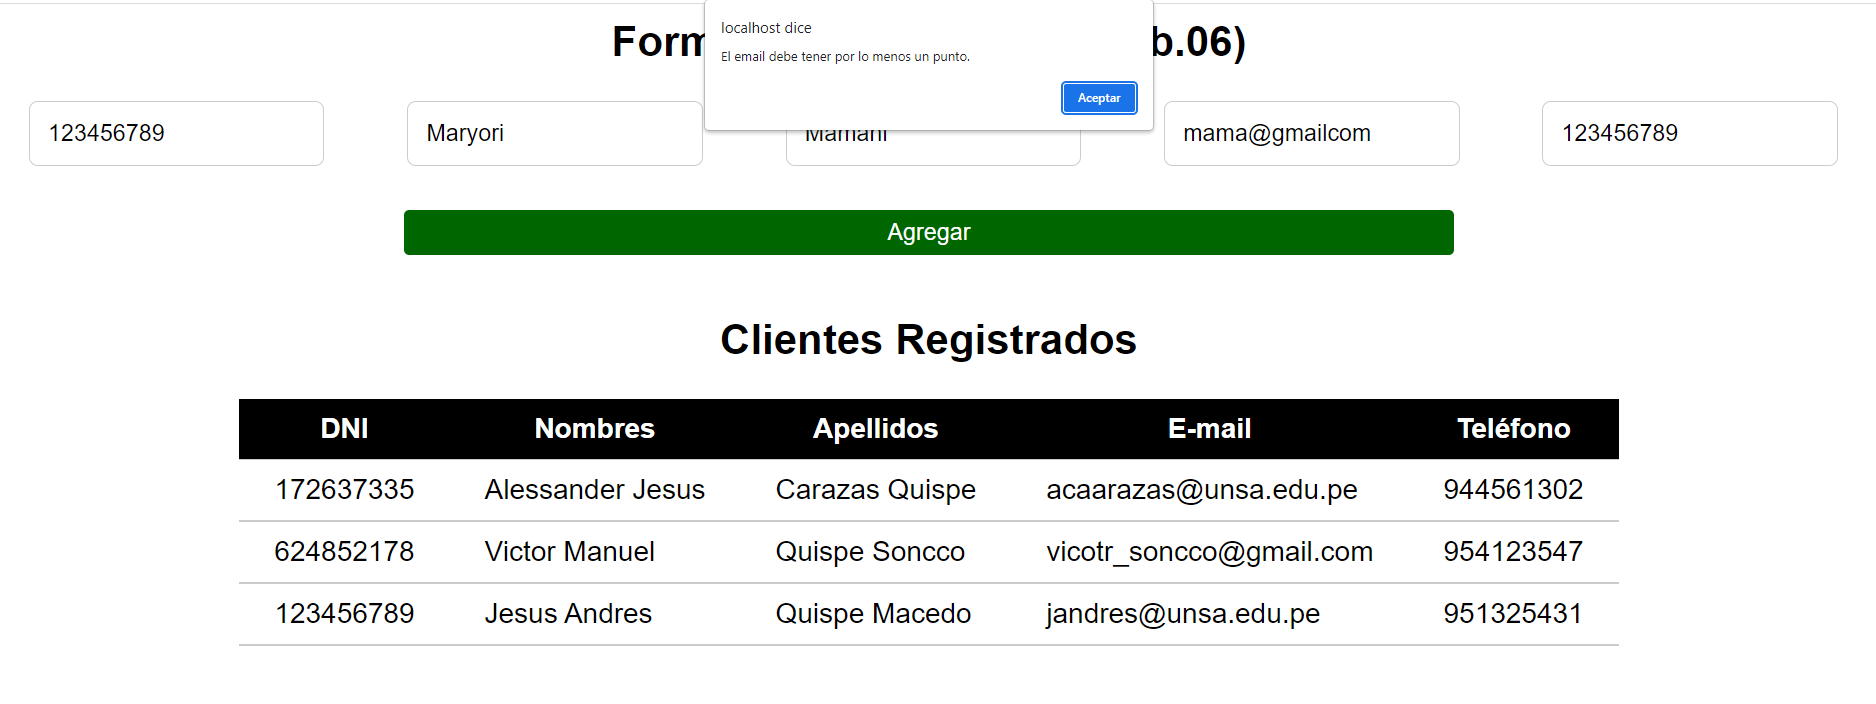 localhost dice
El email debe tener por lo menos un punto.
Aceptar
b.06)
123456789
Maryori
Mamani
mama@gmailcom
123456789
Agregar
Clientes Registrados
DNI Nombres Apellidos E-mail Teléfono
172637335 Alessander Jesus Carazas Quispe acaarazas@unsa.edu.pe 944561302
624852178 Victor Manuel Quispe Soncco vicotr_soncco@gmail.com 954123547
123456789 Jesus Andres Quispe Macedo jandres@unsa.edu.pe 951325431